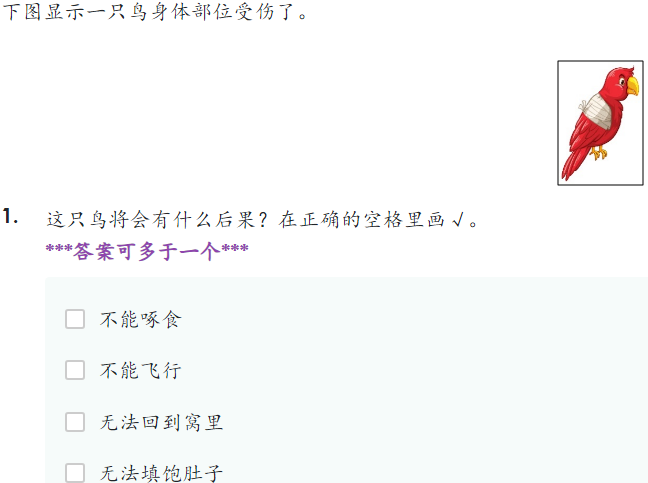 下图显示一只鸟身体部位受伤了。
1. 这只鸟将会有什么后果？在正确的空格里画√。
***答案可多于一个***
不能啄食
不能飞行
无法回到窝里
无法填饱肚子